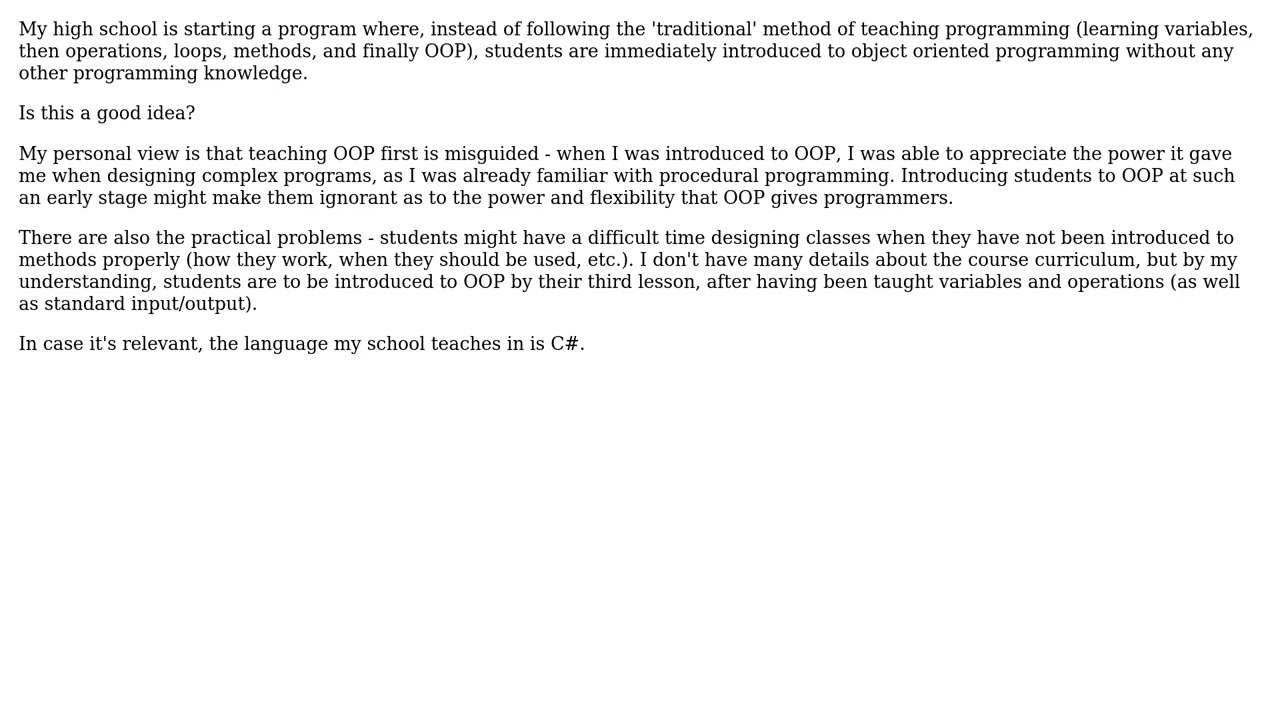 My high school is starting a program where, instead of following the 'traditional' method of teaching programming (learning variables,
then operations, loops, methods, and finally OOP), students are immediately introduced to object oriented programming without any
other programming knowledge.
Is this a good idea?
My personal view is that teaching OOP first is misguided - when I was introduced to OOP, I was able to appreciate the power it gave
me when designing complex programs, as I was already familiar with procedural programming. Introducing students to OOP at such
an early stage might make them ignorant as to the power and flexibility that OOP gives programmers.
There are also the practical problems - students might have a difficult time designing classes when they have not been introduced to
methods properly (how they work, when they should be used, etc.). I don't have many details about the course curriculum, but by my
understanding, students are to be introduced to OOP by their third lesson, after having been taught variables and operations (as well
as standard input/output).
In case it's relevant, the language my school teaches in is C#.